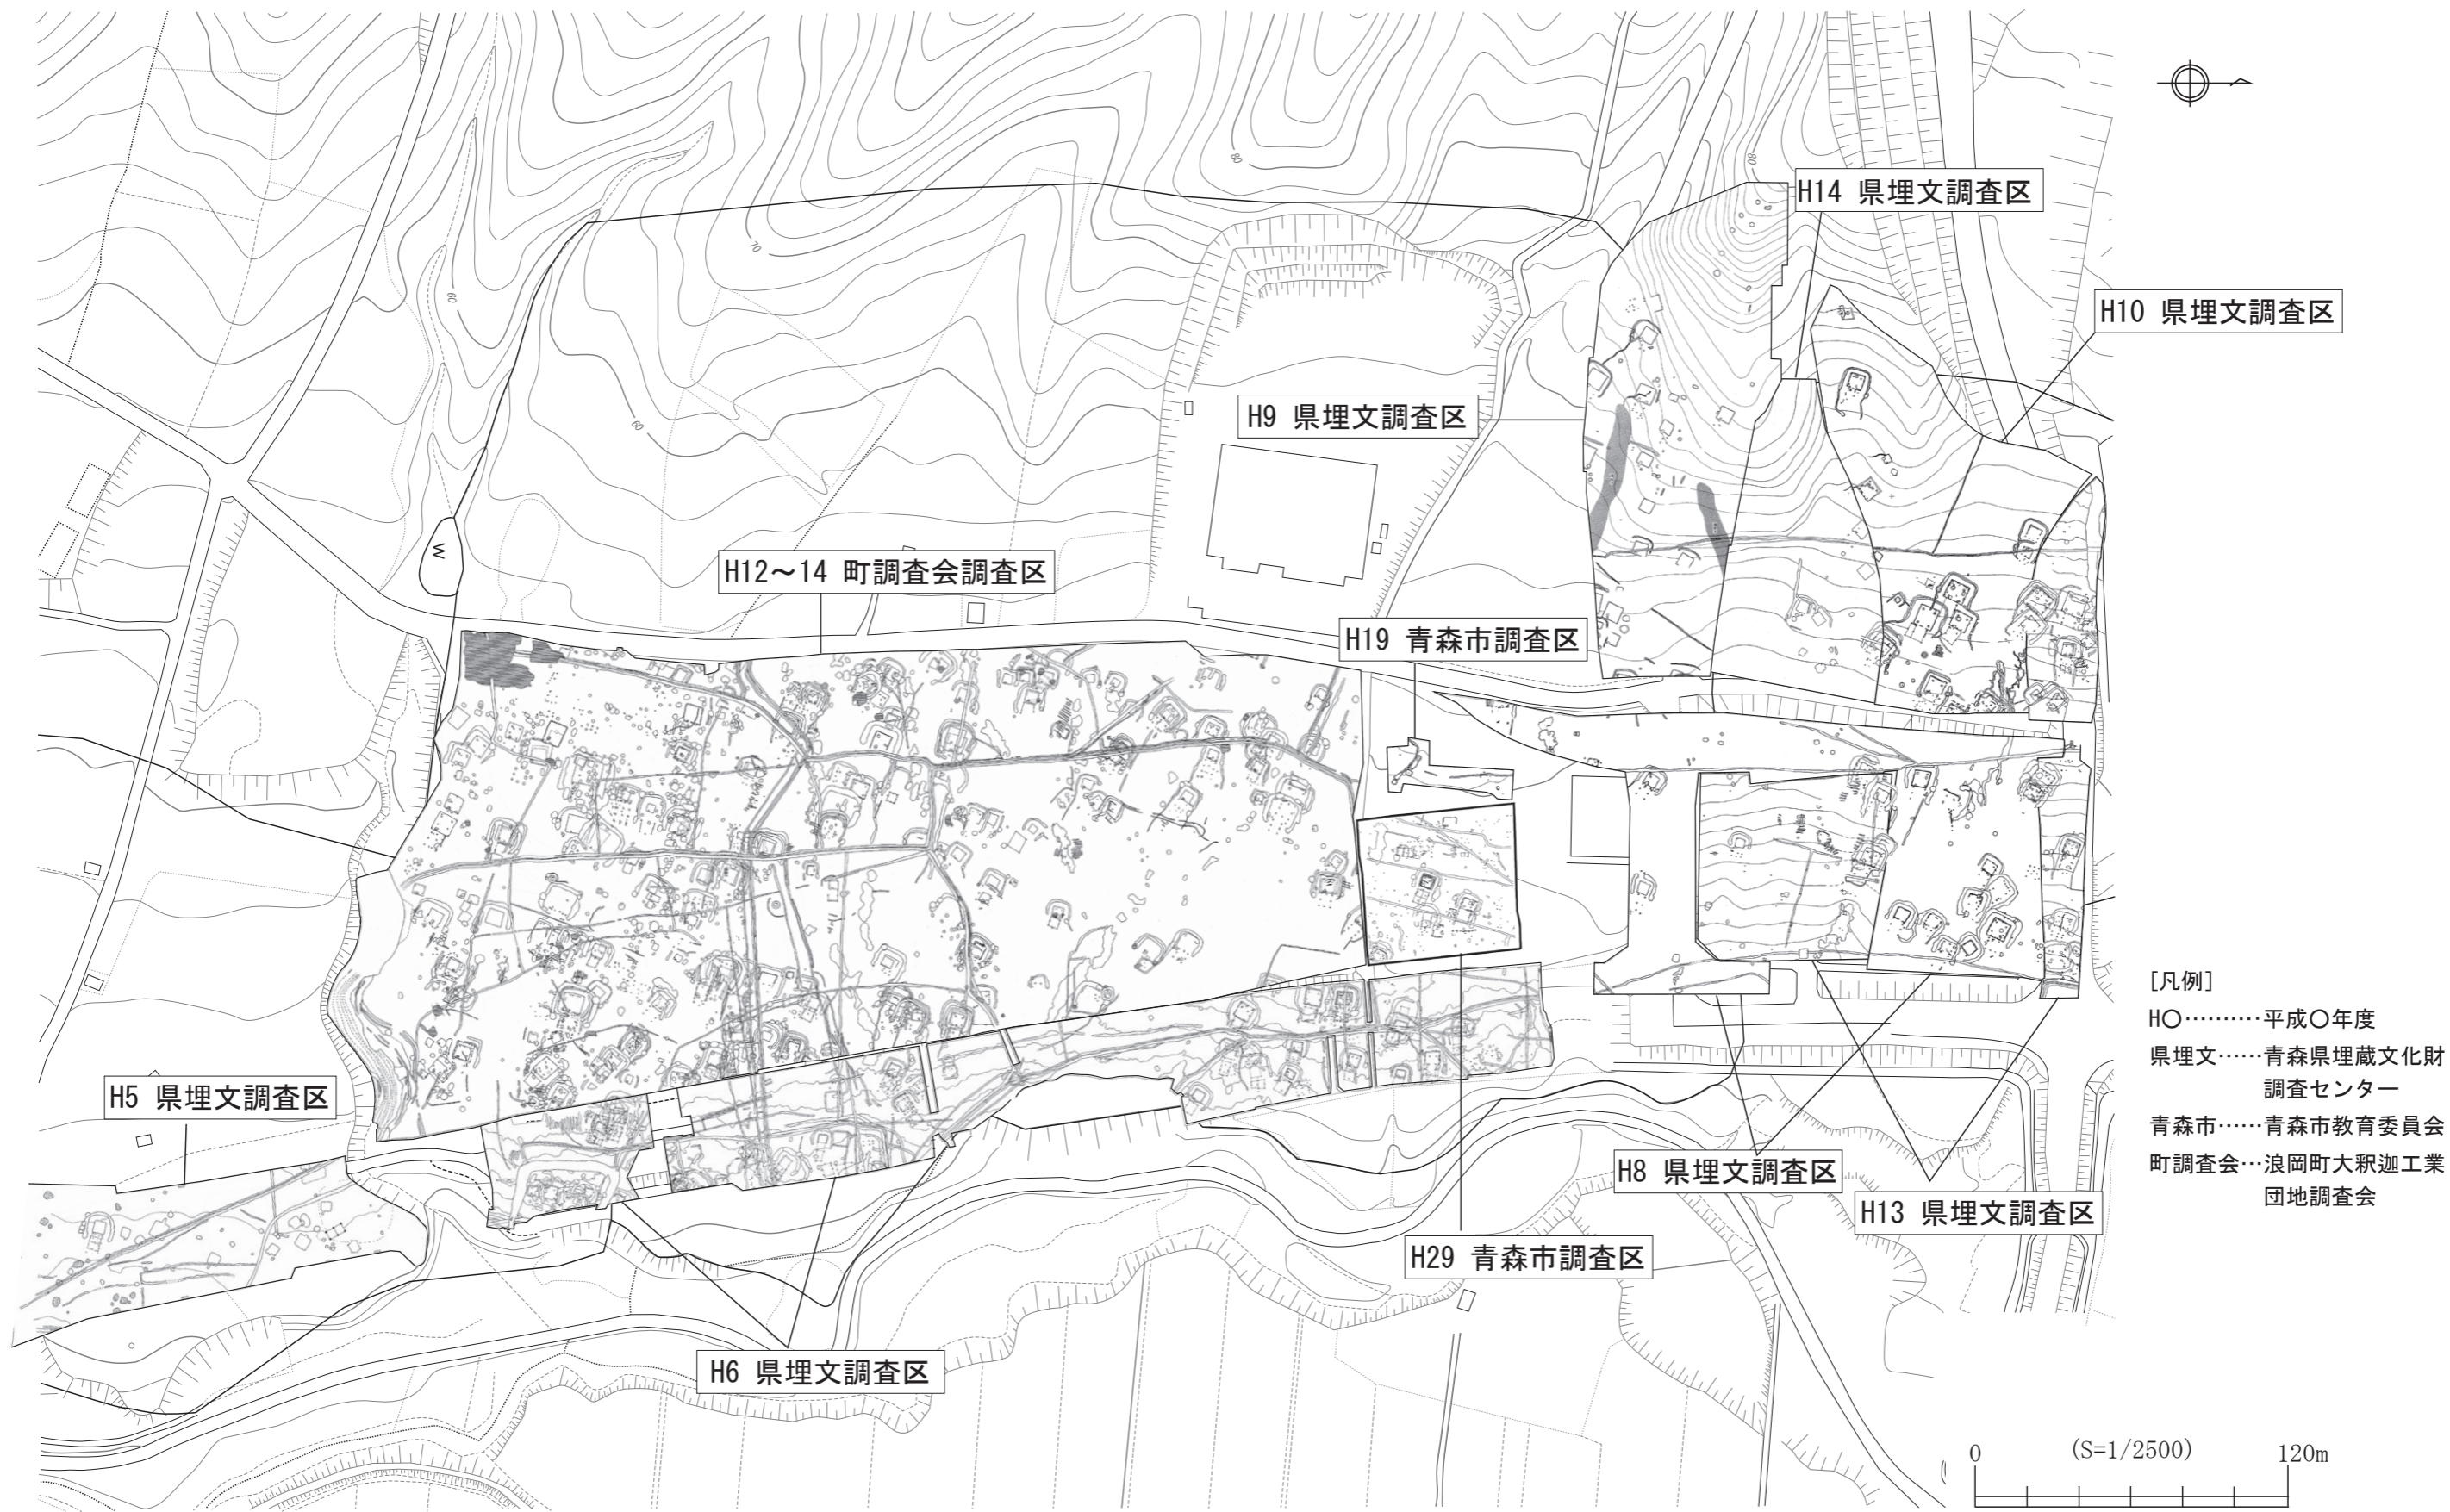 H14 県埋文調査区
80
80
H10 県埋文調査区
70
60
H9 県埋文調査区
60
W
H12～14 町調査会調査区
H19 青森市調査区
[凡例]
H○………平成○年度
県埋文……青森県埋蔵文化財
調査センター
青森市……青森市教育委員会
町調査会…浪岡町大釈迦工業
団地調査会
H5 県埋文調査区
H8 県埋文調査区
H13 県埋文調査区
H29 青森市調査区
H6 県埋文調査区
0 (S=1/2500) 120m